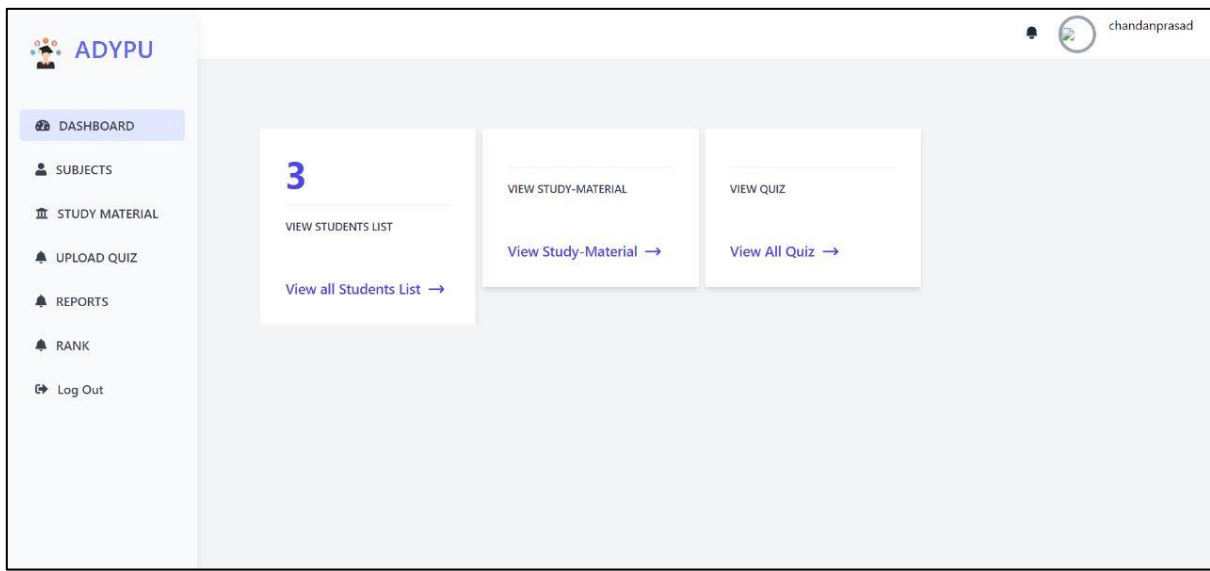 ADYPU
chandanprasad
DASHBOARD
SUBJECTS
STUDY MATERIAL
UPLOAD QUIZ
REPORTS
RANK
Log Out
3
VIEW STUDENTS LIST
View all Students List →
VIEW STUDY-MATERIAL
View Study-Material →
VIEW QUIZ
View All Quiz →